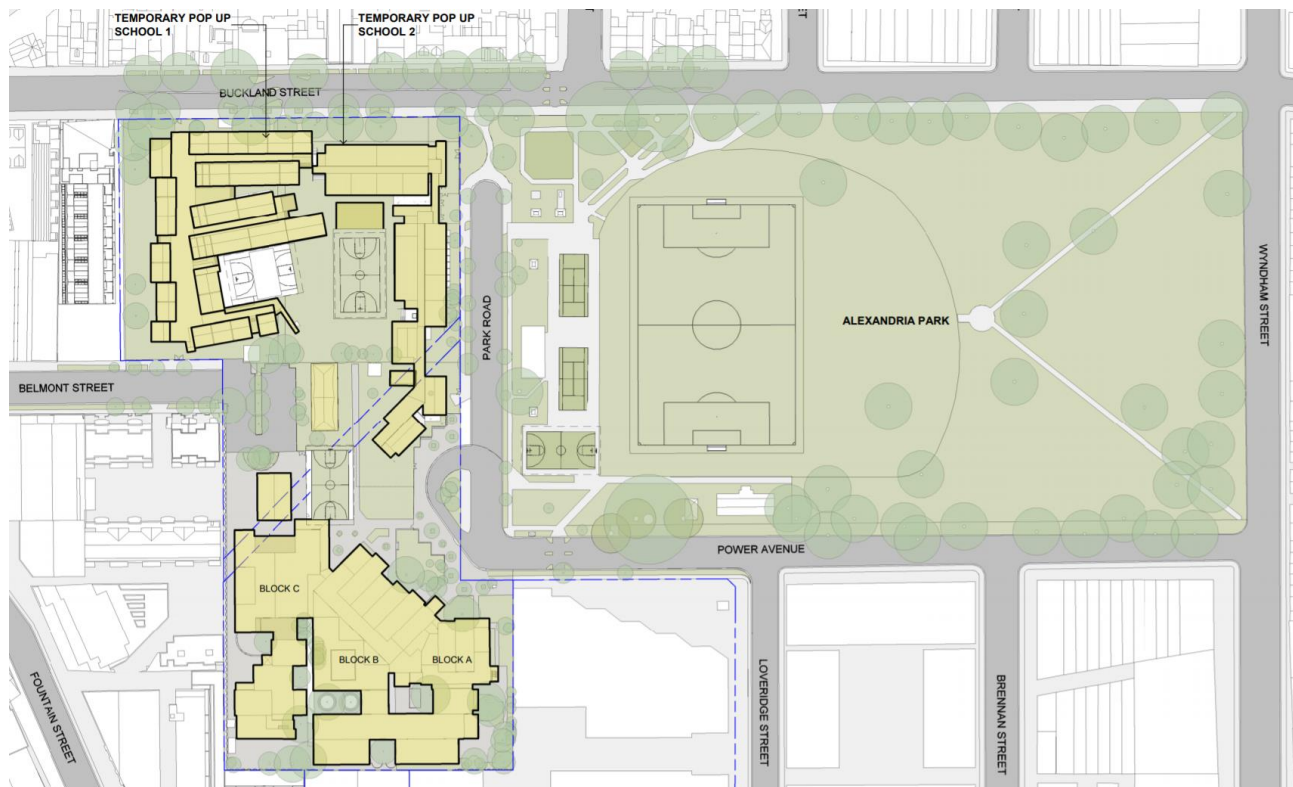 TEMPORARY POP UP
SCHOOL 1
TEMPORARY POP UP
SCHOOL 2
ET
BUCKLAND STREET
PARK ROAD
WYNDHAM STREET
ALEXANDRIA PARK
BELMONT STREET
POWER AVENUE
BLOCK C
BLOCK B
BLOCK A
FOUNTAIN STREET
LOVERIDGE STREET
BRENNAN STREET